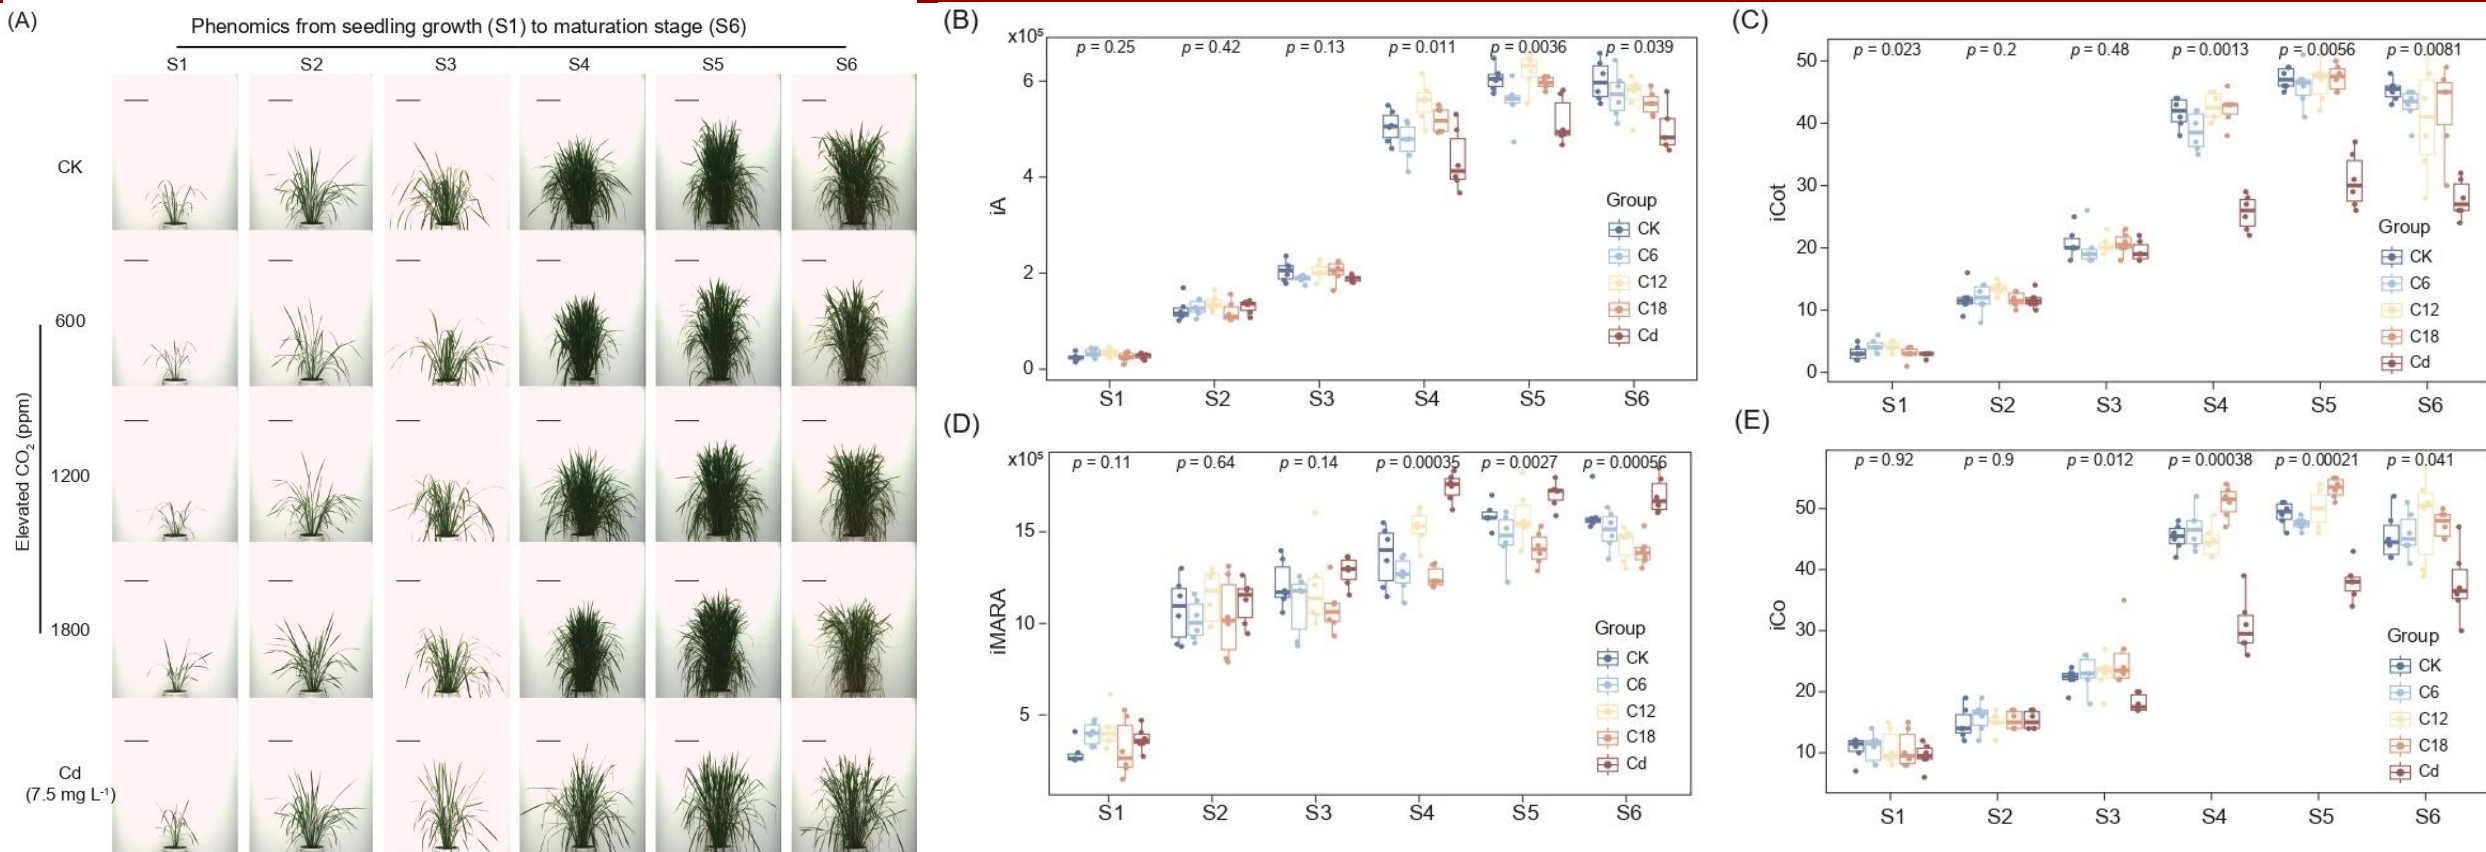 (A)
Phenomics from seedling growth (S1) to maturation stage (S6)
S1 S2 S3 S4 S5 S6
CK
Elevated CO2 (ppm)
600
1200
1800
Cd
(7.5 mg L-1)
(B)
x10⁵
p = 0.25 p = 0.42 p = 0.13 p = 0.011 p = 0.0036 p = 0.039
iA
6
4
2
0
S1 S2 S3 S4 S5 S6
Group
CK
C6
C12
C18
Cd
(C)
p = 0.023 p = 0.2 p = 0.48 p = 0.0013 p = 0.0056 p = 0.0081
iCot
50
40
30
20
10
0
S1 S2 S3 S4 S5 S6
Group
CK
C6
C12
C18
Cd
(D)
x10⁵
p = 0.11 p = 0.64 p = 0.14 p = 0.00035 p = 0.0027 p = 0.00056
iMARA
15
10
5
S1 S2 S3 S4 S5 S6
Group
CK
C6
C12
C18
Cd
(E)
p = 0.92 p = 0.9 p = 0.012 p = 0.00038 p = 0.00021 p = 0.041
iCo
50
40
30
20
10
S1 S2 S3 S4 S5 S6
Group
CK
C6
C12
C18
Cd